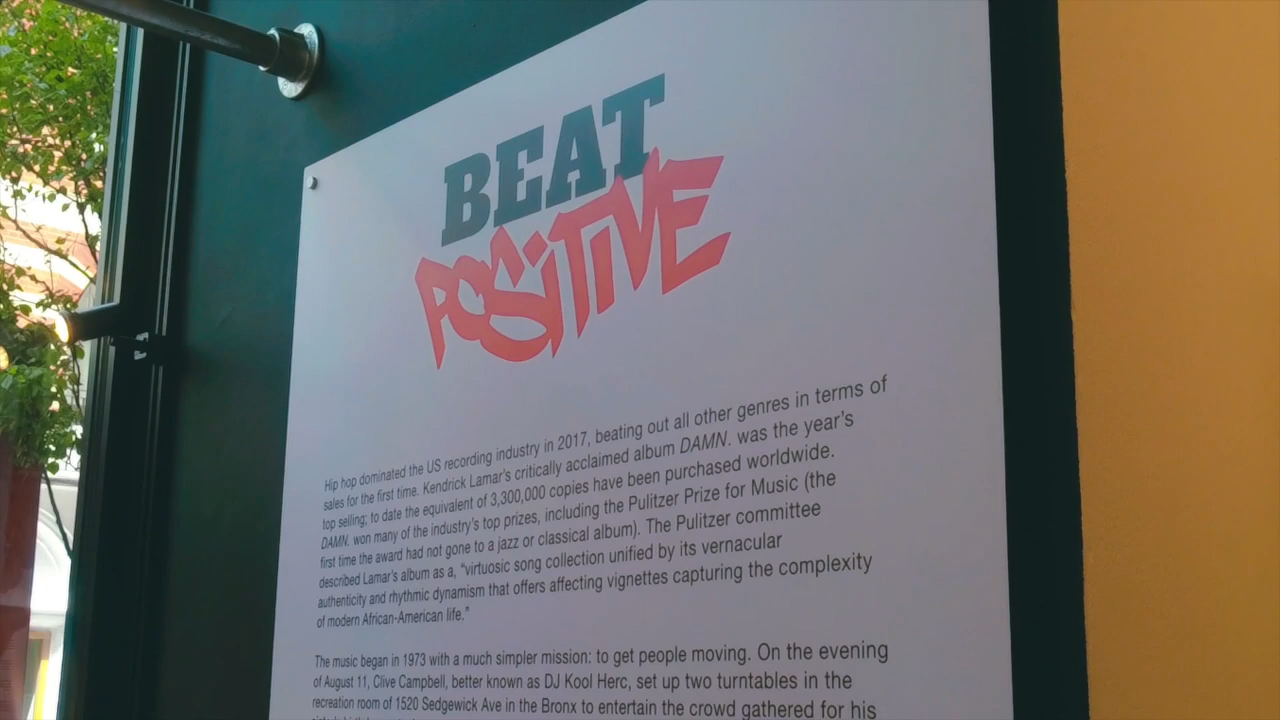 BEAT
POSITIVE
Hip hop dominated the US recording industry in 2017, beating out all other genres in terms of
sales for the first time. Kendrick Lamar's critically acclaimed album DAMN. was the year's
top selling; to date the equivalent of 3,300,000 copies have been purchased worldwide.
DAMN. won many of the industry's top prizes, including the Pulitzer Prize for Music (the
first time the award had not gone to a jazz or classical album). The Pulitzer committee
described Lamar's album as a, “virtuosic song collection unified by its vernacular
authenticity and rhythmic dynamism that offers affecting vignettes capturing the complexity
of modern African-American life.”
The music began in 1973 with a much simpler mission: to get people moving. On the evening
of August 11, Clive Campbell, better known as DJ Kool Herc, set up two turntables in the
recreation room of 1520 Sedgewick Ave in the Bronx to entertain the crowd gathered for his